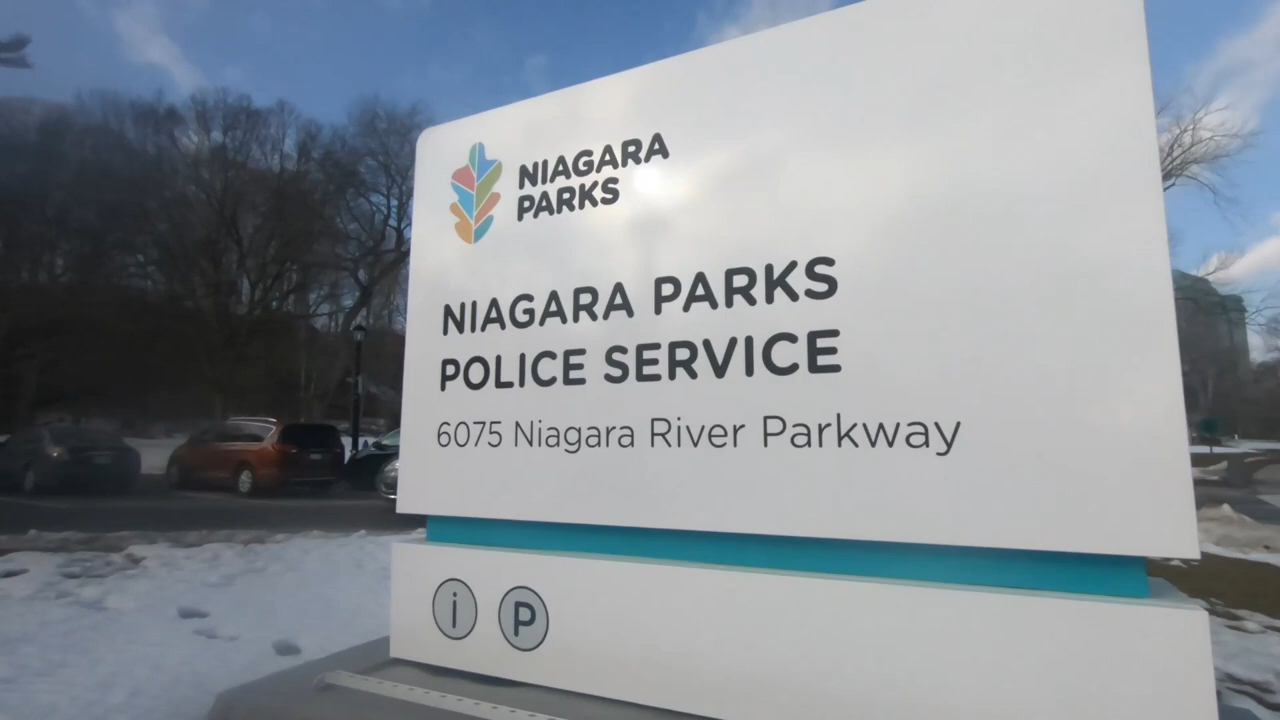 NIAGARA
PARKS
NIAGARA PARKS
POLICE SERVICE
6075 Niagara River Parkway
i P